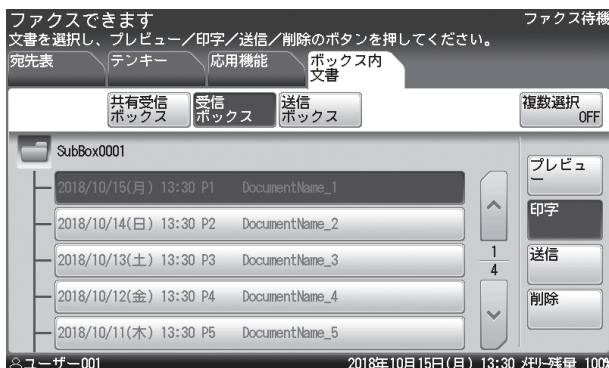 ファクスできます ファクス待機
文書を選択し、プレビュー/印字/送信/削除のボタンを押してください。
宛先表 テンキー 応用機能 ボックス内
文書
共有受信
ボックス
受信
ボックス
送信
ボックス
複数選択
OFF
SubBox0001
2018/10/15(月) 13:30 P1 DocumentName_1
2018/10/14(日) 13:30 P2 DocumentName_2
2018/10/13(土) 13:30 P3 DocumentName_3
2018/10/12(金) 13:30 P4 DocumentName_4
2018/10/11(木) 13:30 P5 DocumentName_5
1
4
プレビュ
ー
印字
送信
削除
ユーザー001 2018年10月15日(月) 13:30 メモリー残量 100%